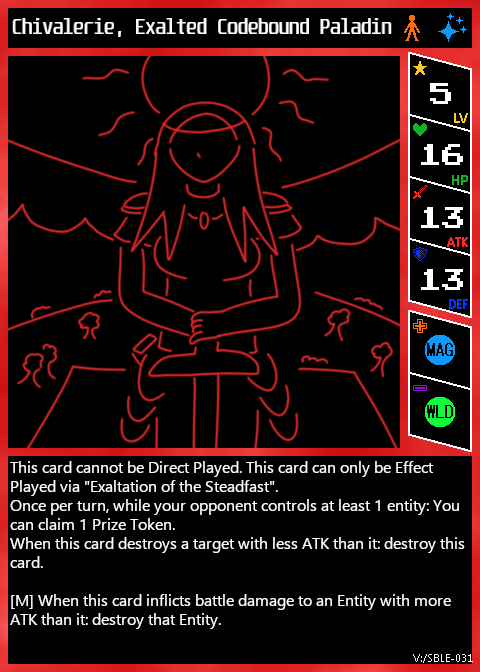 Chivalerie, Exalted Codebound Paladin
5
LV
16
HP
13
ATK
13
DEF
MAG
WLD
This card cannot be Direct Played. This card can only be Effect
Played via "Exaltation of the Steadfast".
Once per turn, while your opponent controls at least 1 entity: You
can claim 1 Prize Token.
When this card destroys a target with less ATK than it: destroy this
card.
[M] When this card inflicts battle damage to an Entity with more
ATK than it: destroy that Entity.
V:/SBLE-031